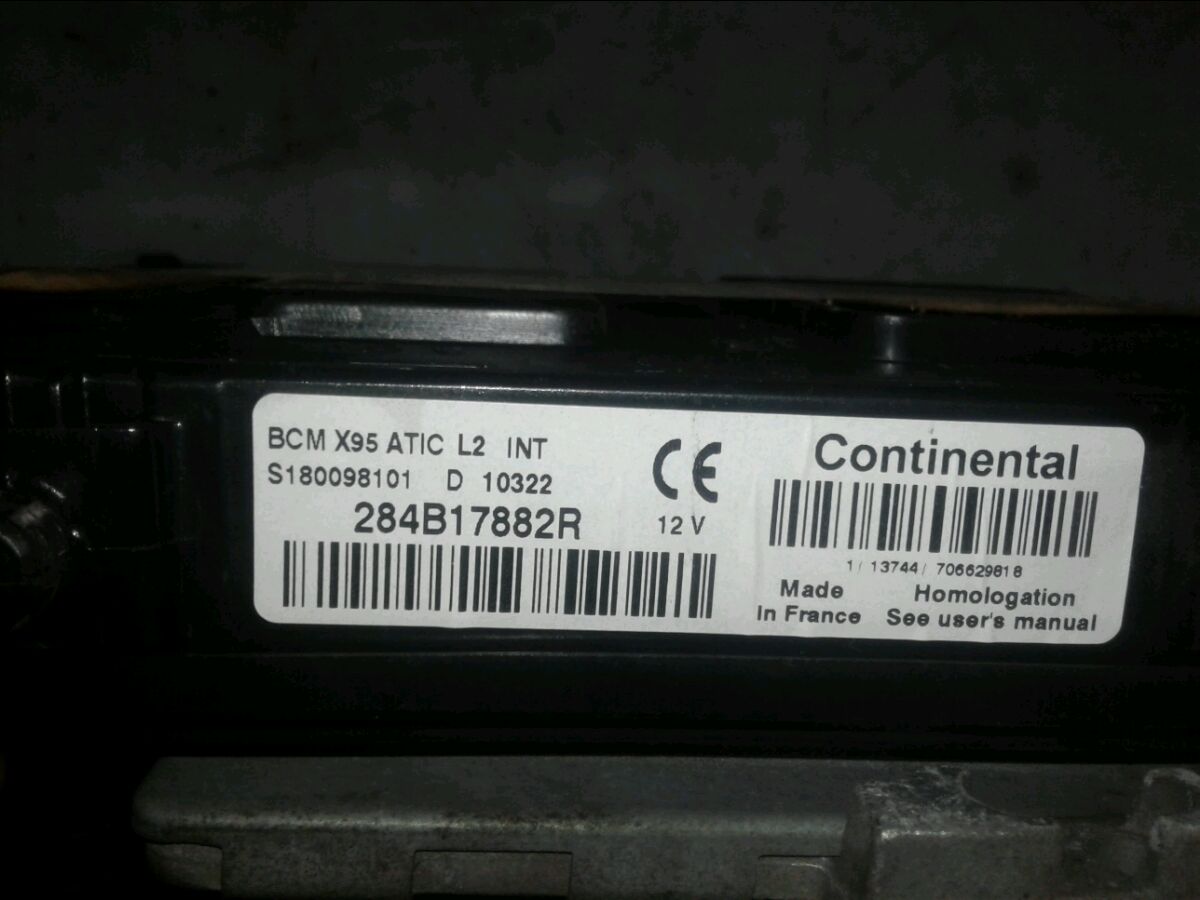 BCM X95 ATIC L2 INT
S180098101 D 10322
284B17882R
CE
12 V
Continental
1/ 13744/ 706629818
Made
In France
Homologation
See user's manual